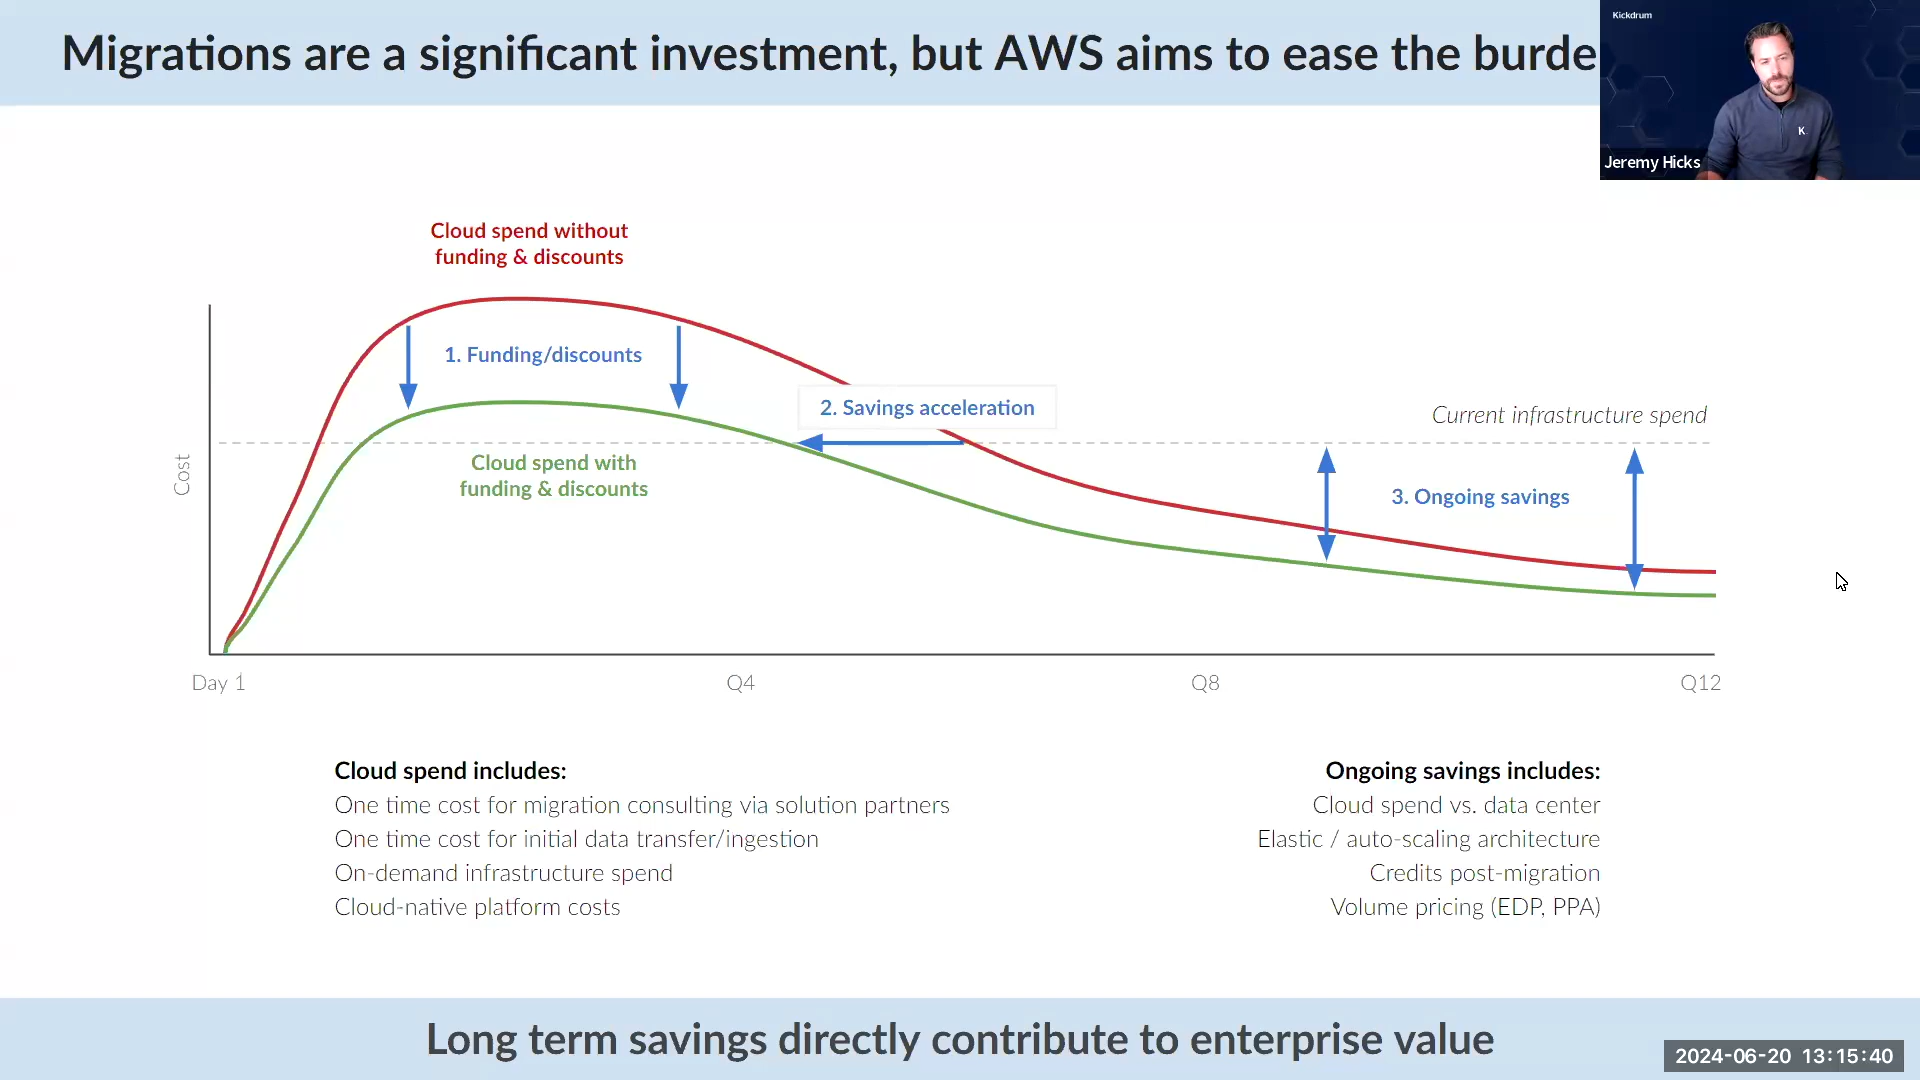 Migrations are a significant investment, but AWS aims to ease the burde
Kickdrum
K
Jeremy Hicks
Cloud spend without
funding & discounts
1. Funding/discounts
2. Savings acceleration
Current infrastructure spend
Cloud spend with
funding & discounts
3. Ongoing savings
Cost
Day 1
Q4
Q8
Q12
Cloud spend includes:
One time cost for migration consulting via solution partners
One time cost for initial data transfer/ingestion
On-demand infrastructure spend
Cloud-native platform costs
Ongoing savings includes:
Cloud spend vs. data center
Elastic / auto-scaling architecture
Credits post-migration
Volume pricing (EDP, PPA)
Long term savings directly contribute to enterprise value
2024-06-20 13:15:40